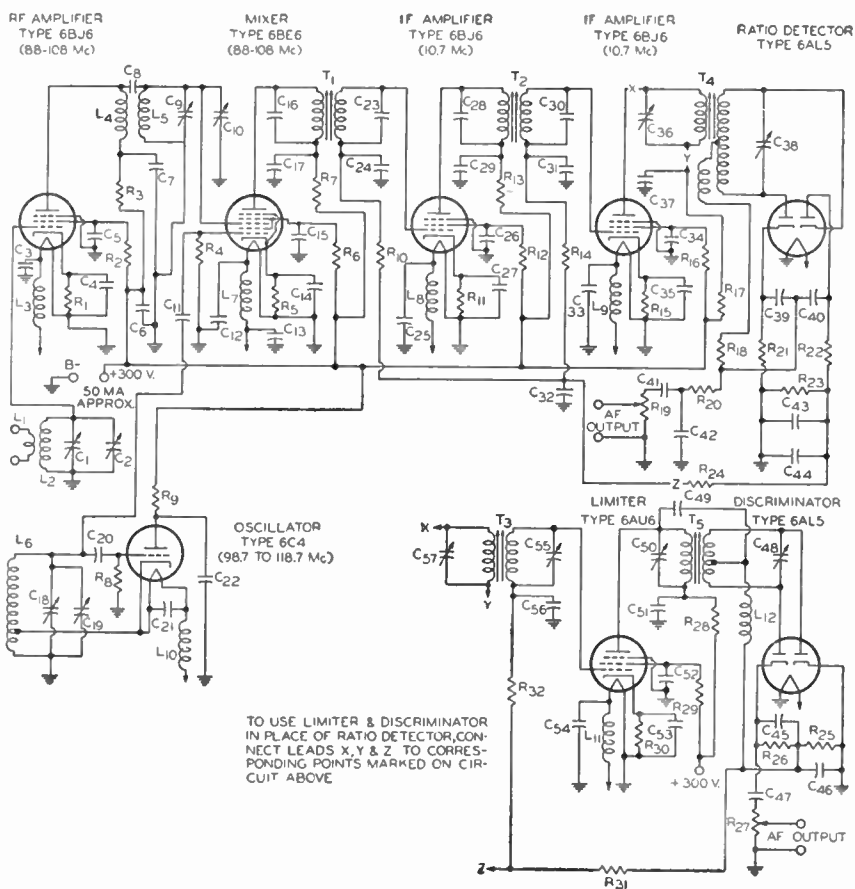 RF AMPLIFIER
TYPE 6BJ6
(88-108 Mc)
MIXER
TYPE 6BE6
(88-108 Mc)
IF AMPLIFIER
TYPE 6BJ6
(10.7 Mc)
IF AMPLIFIER
TYPE 6BJ6
(10.7 Mc)
RATIO DETECTOR
TYPE 6AL5
C8
L4
L5
C9
C10
C16
T1
C23
C28
T2
C30
X
C36
T4
C38
C7
R3
C17
R7
C24
C29
R13
C31
Y
C37
C3
C5
R2
C4
R1
L3
C6
C11
R4
C15
R6
L7
R5
C14
C12
C13
R10
C26
R12
L8
R11
C27
C25
R14
C34
R16
C33
L9
C35
R15
R17
R18
C39
C40
R21
R22
B-
+300 V.
50 MA
APPROX.
C32
C41
R19
R20
AF
OUTPUT
C42
R23
C43
C44
L1
L2
C1
C2
Z
R24
R9
OSCILLATOR
TYPE 6C4
(98.7 TO 118.7 Mc)
LIMITER
TYPE 6AU6
C49
DISCRIMINATOR
TYPE 6AL5
L6
C20
R8
C18
C19
C21
L10
C22
X
C57
T3
Y
C55
C56
C50
T5
C48
C51
R28
L12
R32
C54
L11
C52
R29
C53
R30
+300 V.
C45
R26
R25
C46
C47
R27
AF OUTPUT
TO USE LIMITER & DISCRIMINATOR
IN PLACE OF RATIO DETECTOR, CON-
NECT LEADS X, Y & Z TO CORRES-
PONDING POINTS MARKED ON CIR-
CUIT ABOVE
Z
R31